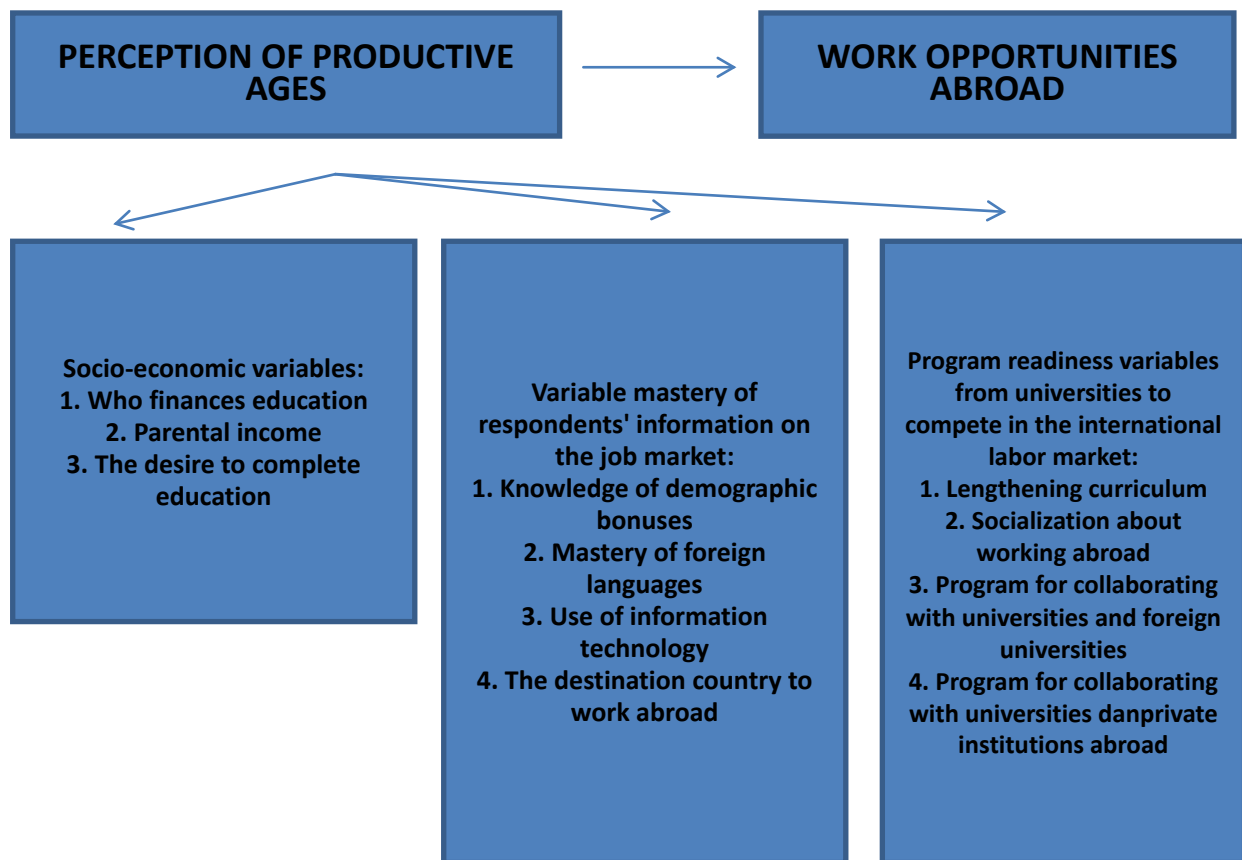 PERCEPTION OF PRODUCTIVE
AGES
WORK OPPORTUNITIES
ABROAD
Socio-economic variables:
1. Who finances education
2. Parental income
3. The desire to complete
education
Variable mastery of
respondents' information on
the job market:
1. Knowledge of demographic
bonuses
2. Mastery of foreign
languages
3. Use of information
technology
4. The destination country to
work abroad
Program readiness variables
from universities to
compete in the international
labor market:
1. Lengthening curriculum
2. Socialization about
working abroad
3. Program for collaborating
with universities and foreign
universities
4. Program for collaborating
with universities danprivate
institutions abroad